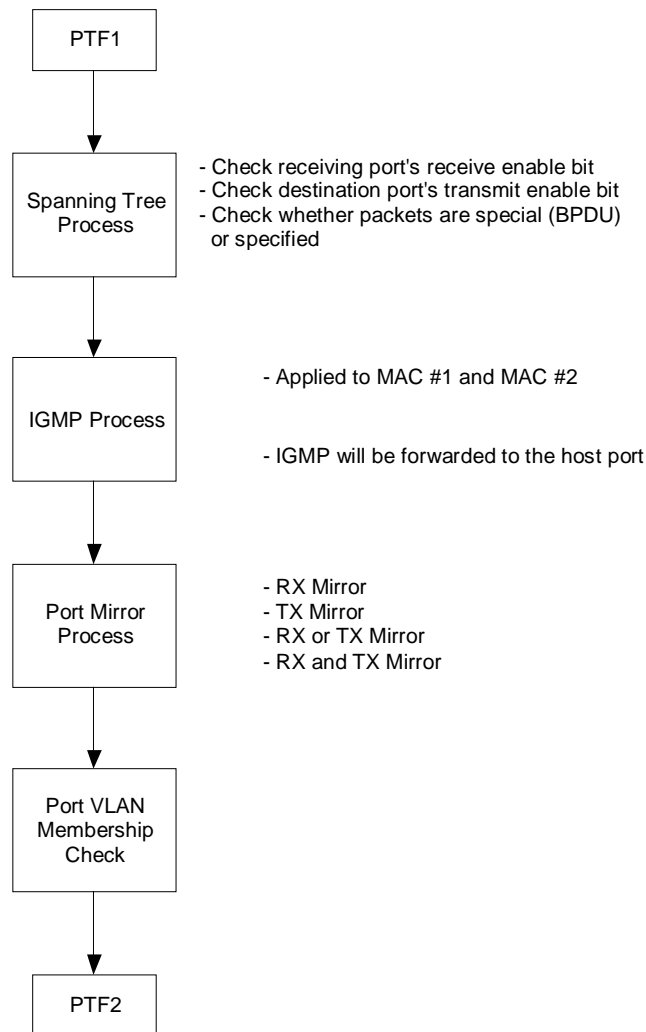 PTF1
Spanning Tree
Process
- Check receiving port's receive enable bit
- Check destination port's transmit enable bit
- Check whether packets are special (BPDU)
or specified
IGMP Process
- Applied to MAC #1 and MAC #2
- IGMP will be forwarded to the host port
Port Mirror
Process
- RX Mirror
- TX Mirror
- RX or TX Mirror
- RX and TX Mirror
Port VLAN
Membership
Check
PTF2